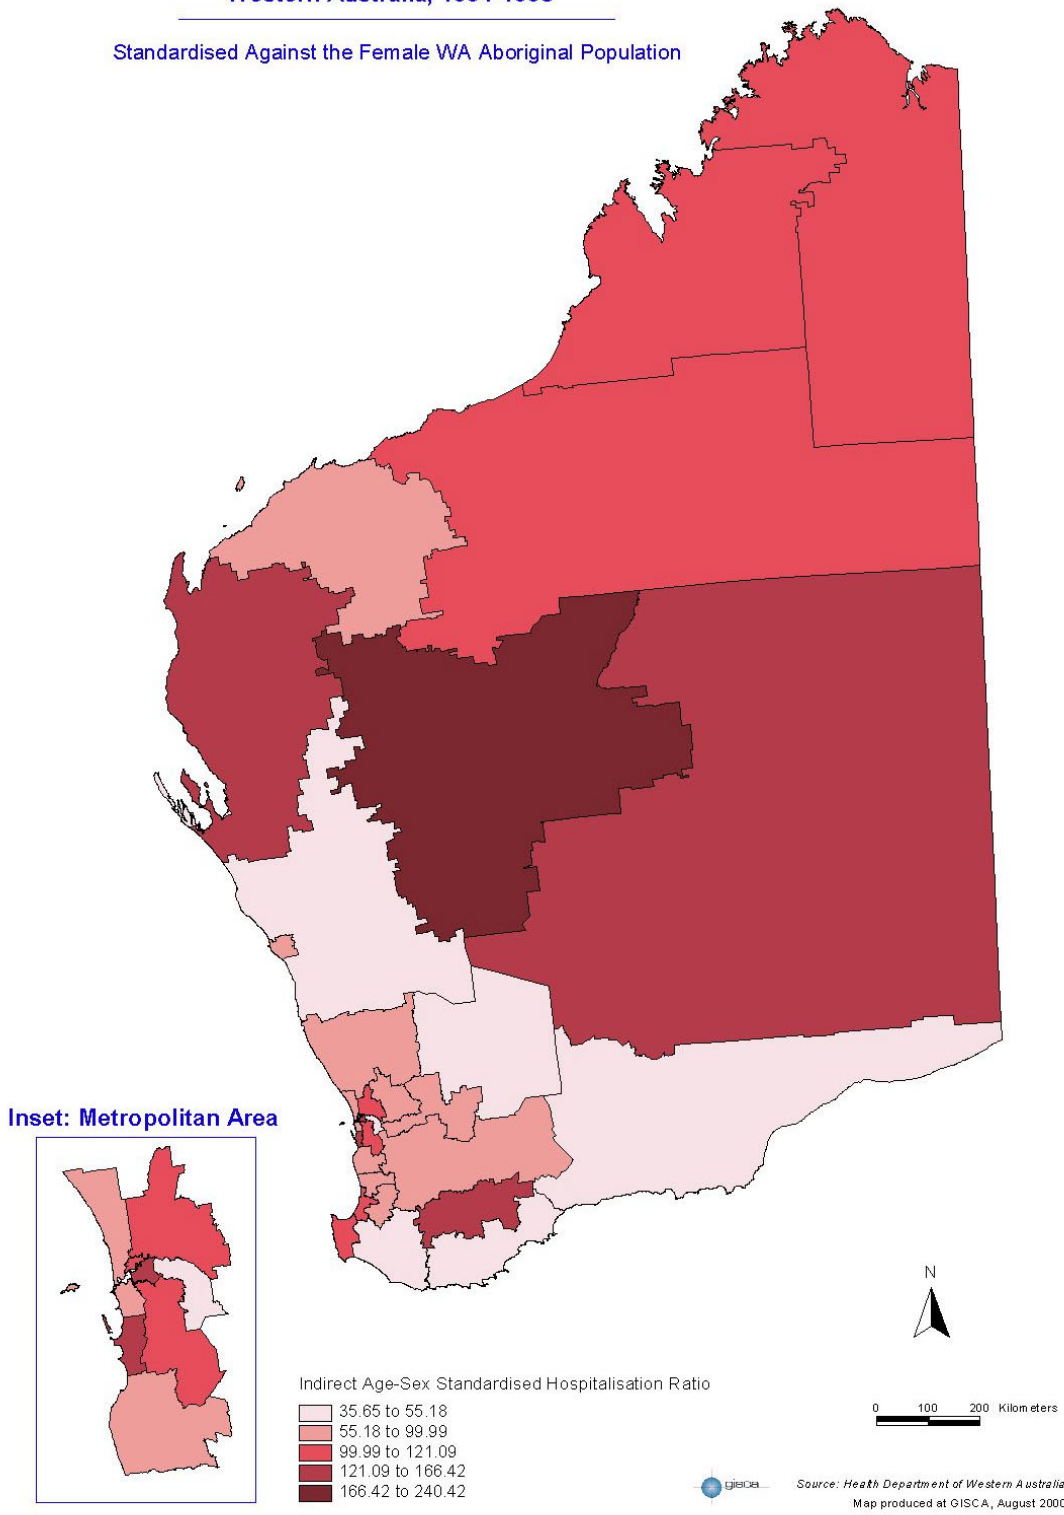 Standardised Against the Female WA Aboriginal Population
Inset: Metropolitan Area
N
Indirect Age-Sex Standardised Hospitalisation Ratio
35.65 to 55.18
55.18 to 99.99
99.99 to 121.09
121.09 to 166.42
166.42 to 240.42
0 100 200 Kilometers
gisca
Source: Health Department of Western Australia
Map produced at GISCA, August 2000